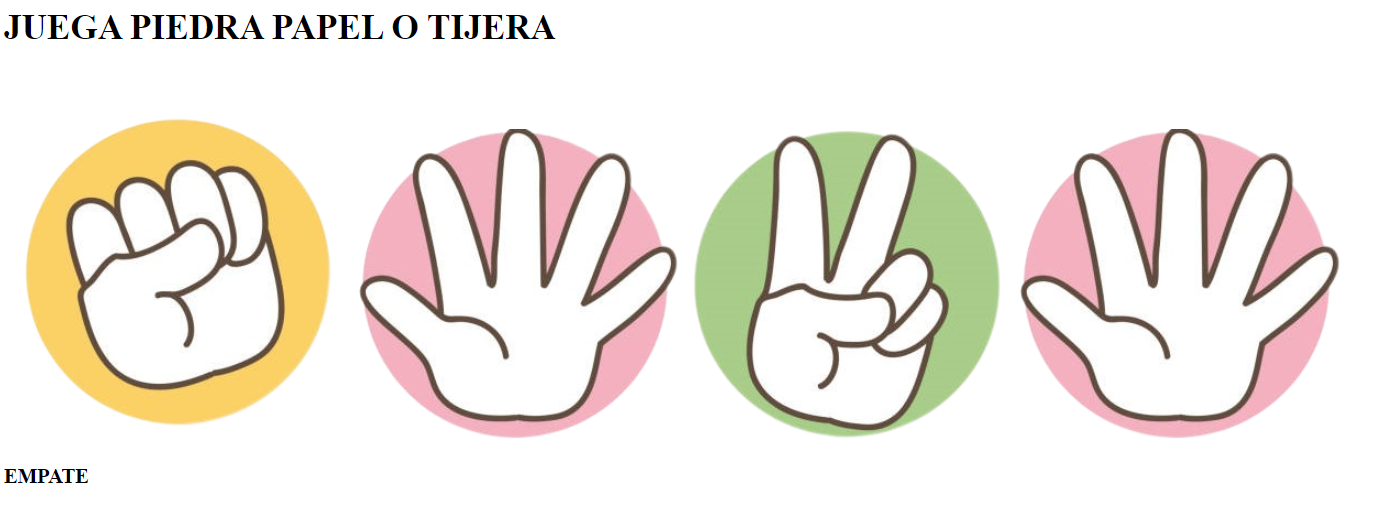 JUEGA PIEDRA PAPEL O TIJERA
EMPATE